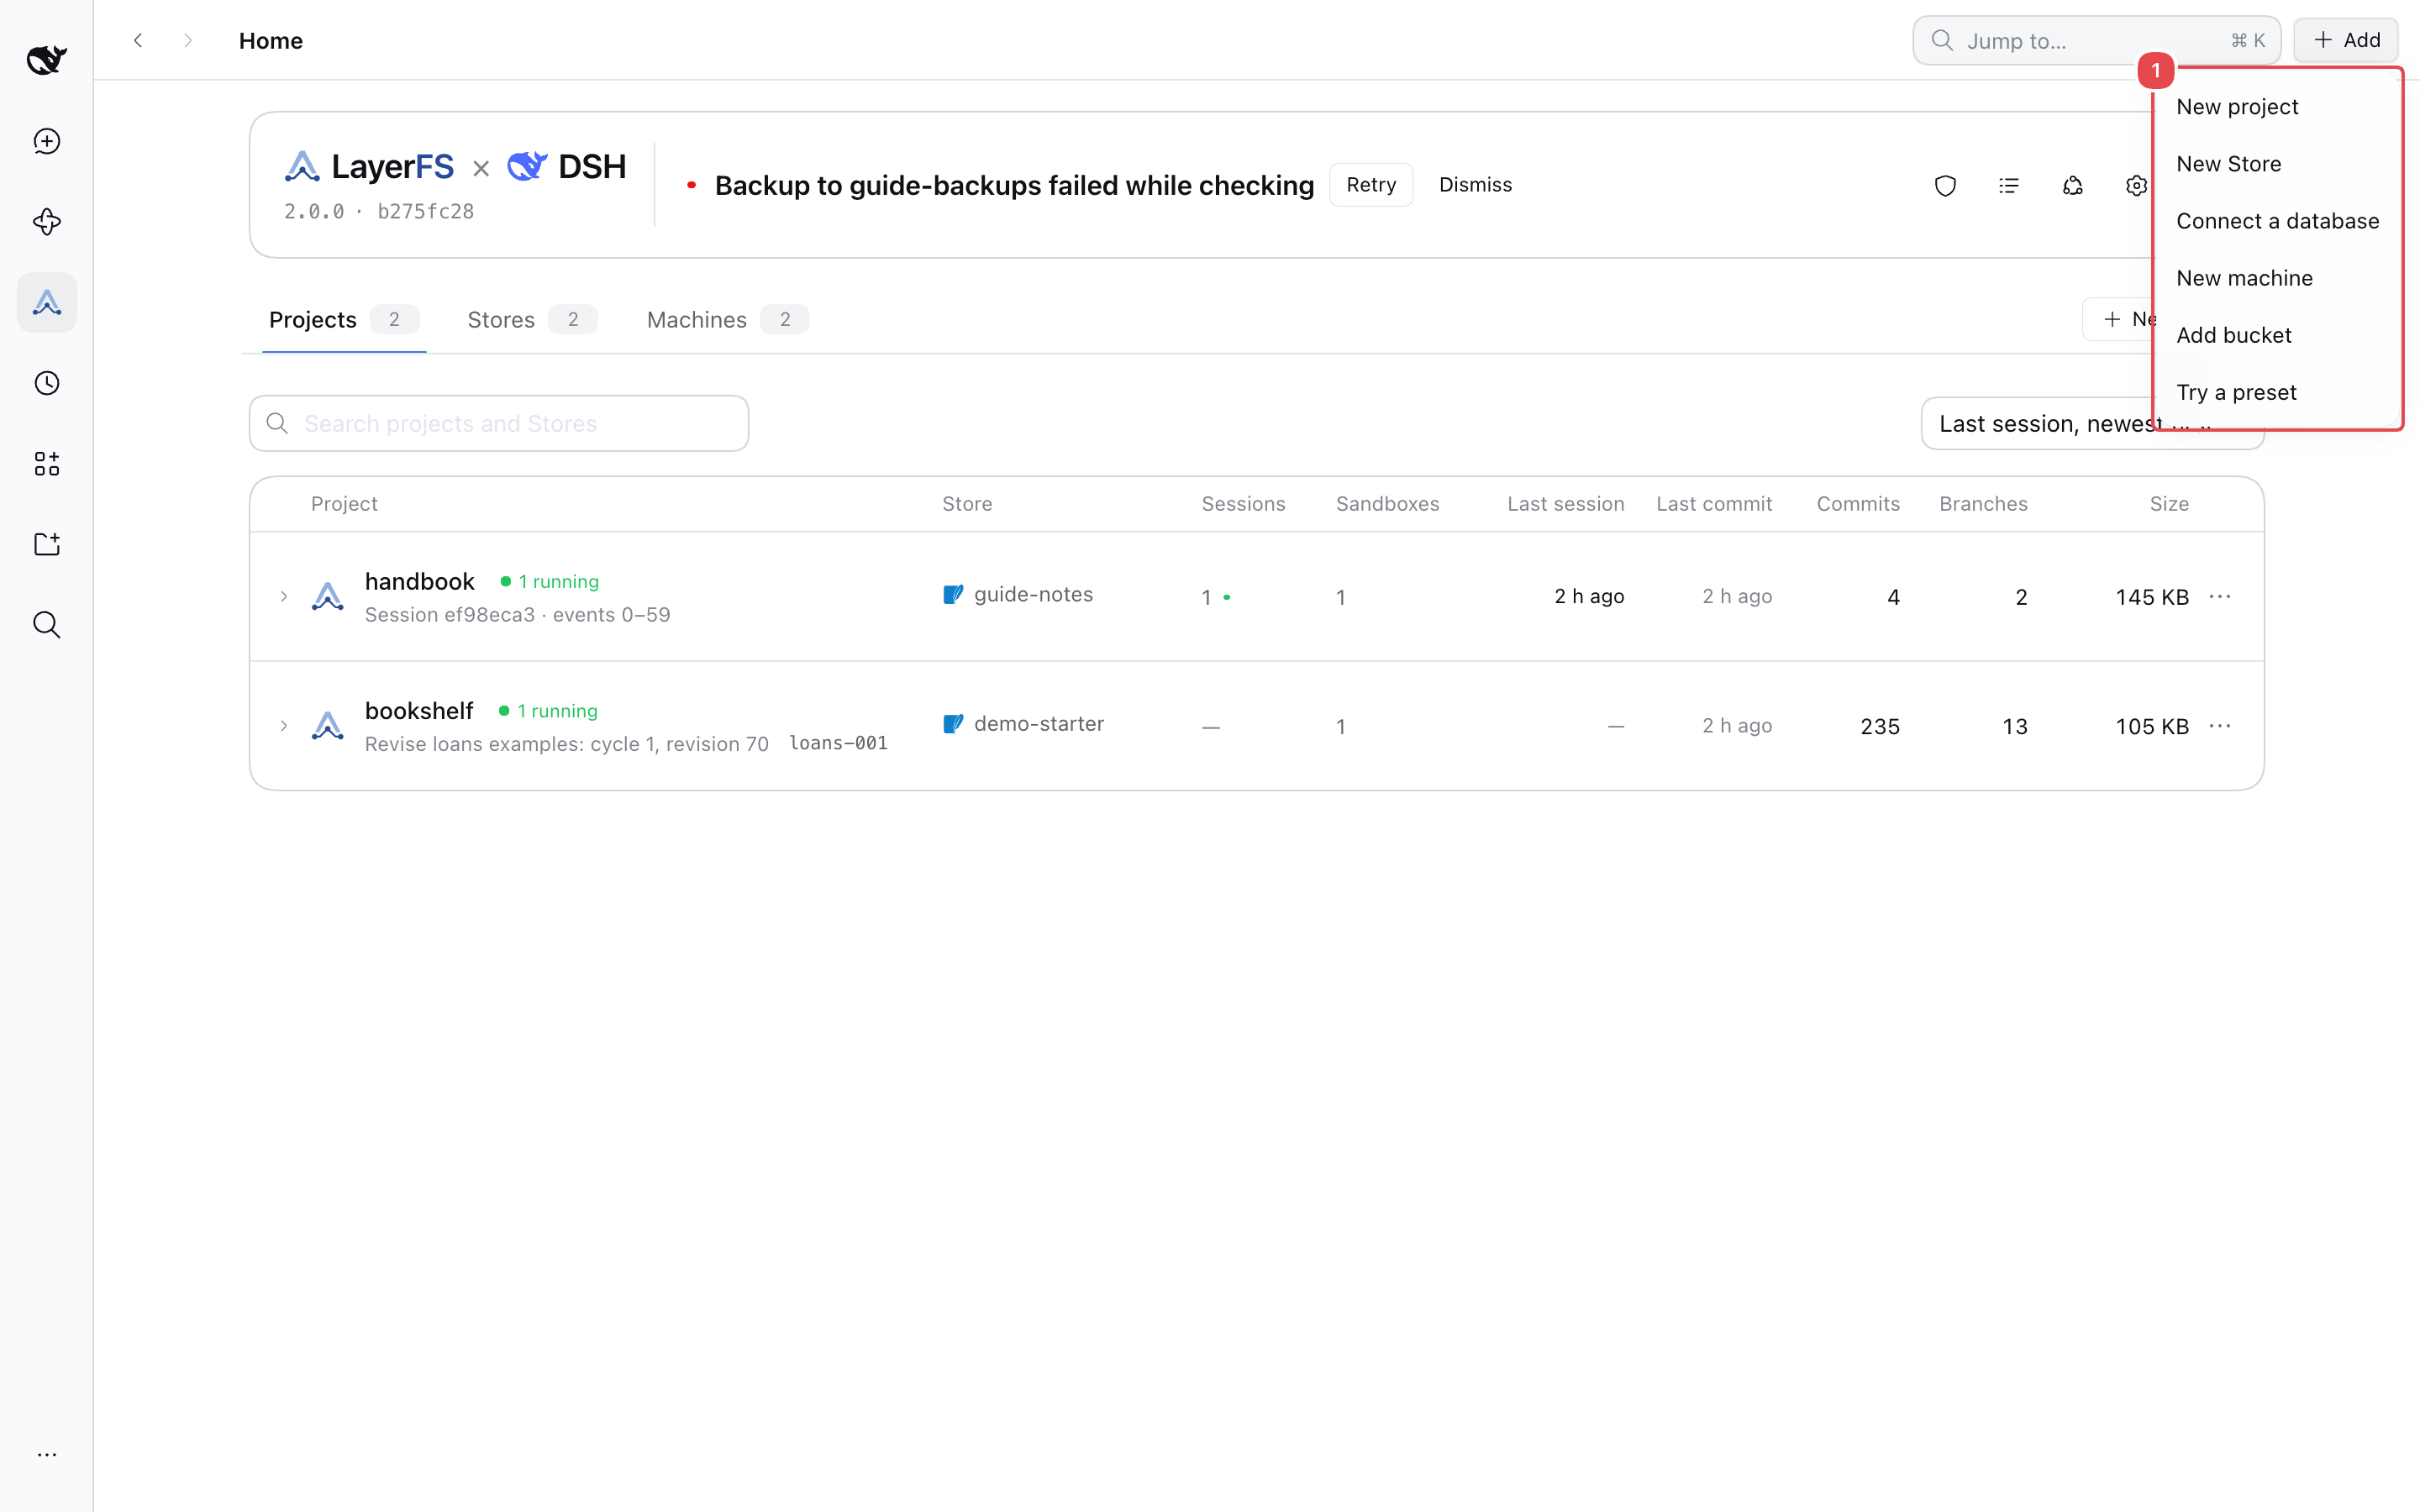 Home
Jump to...
⌘ K
+ Add
1
New project
New Store
Connect a database
New machine
Add bucket
Try a preset
LayerFS × DSH
2.0.0 · b275fc28
Backup to guide-backups failed while checking
Retry
Dismiss
Projects 2
Stores 2
Machines 2
Search projects and Stores
Last session, newest
Project Store Sessions Sandboxes Last session Last commit Commits Branches Size
handbook 1 running
Session ef98eca3 · events 0–59
guide-notes 1 1 2 h ago 2 h ago 4 2 145 KB
bookshelf 1 running
Revise loans examples: cycle 1, revision 70 loans-001
demo-starter — 1 — 2 h ago 235 13 105 KB